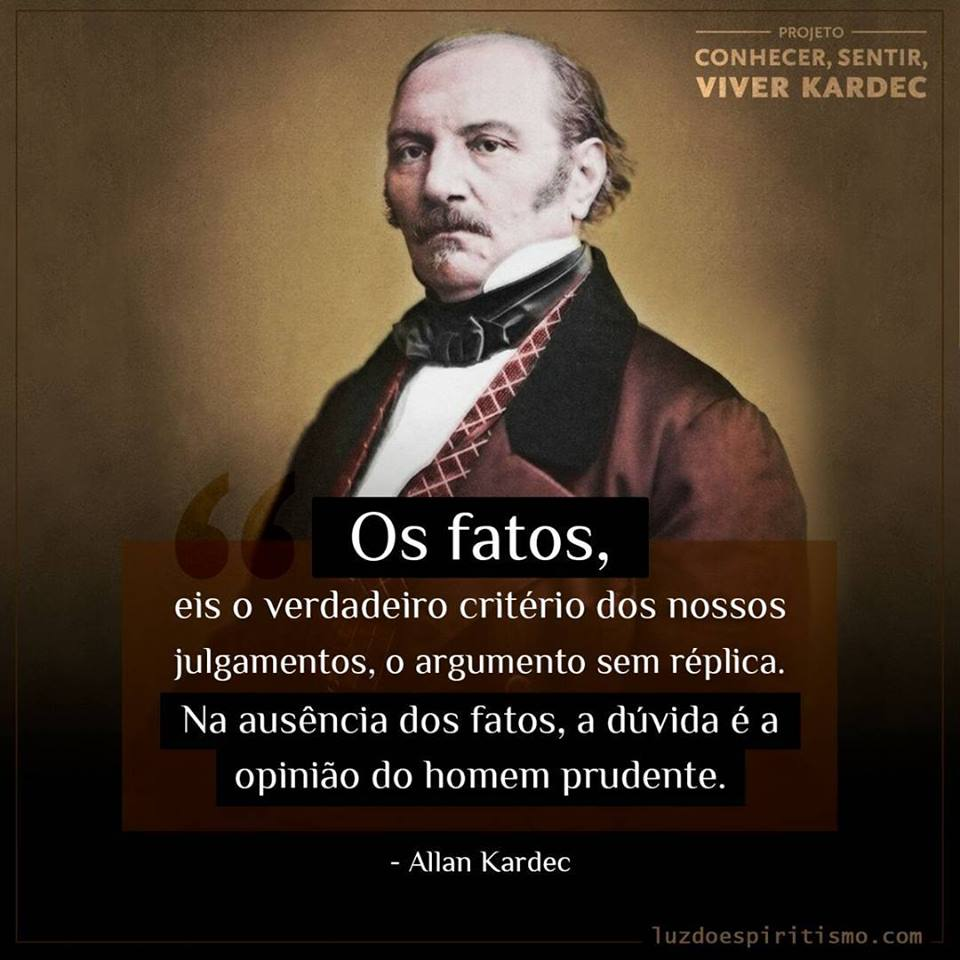 PROJETO
CONHECER, SENTIR,
VIVER KARDEC
“
Os fatos,
eis o verdadeiro critério dos nossos
julgamentos, o argumento sem réplica.
Na ausência dos fatos, a dúvida é a
opinião do homem prudente.
- Allan Kardec
luzdoespiritismo.com